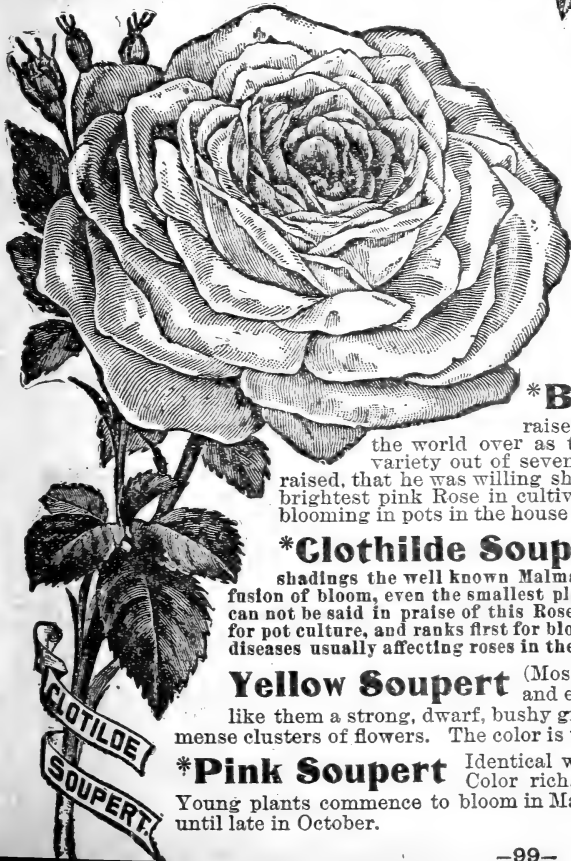 *B
raise
the world over as t
variety out of seven
raised, that he was willing sh
brightest pink Rose in cultiv
blooming in pots in the house
*Clothilde Soup
shadings the well known Malma
fusion of bloom, even the smallest pl
can not be said in praise of this Rose
for pot culture, and ranks first for blo
diseases usually affecting roses in the
Yellow Soupert (Mos
and e
like them a strong, dwarf, bushy g
mense clusters of flowers. The color is
*Pink Soupert Identical w
Color rich,
Young plants commence to bloom in Ma
until late in October.
CLOTILDE
SOUPERT.
—99—